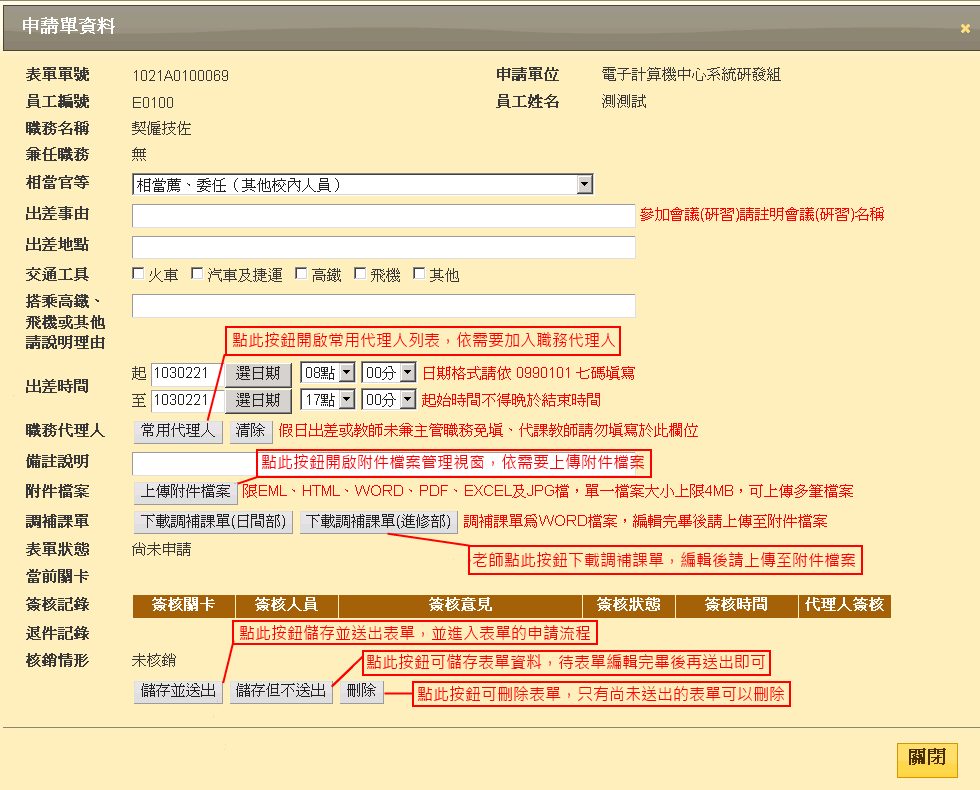 申請單資料
表單單號 1021A0100069 申請單位 電子計算機中心系統研發組
員工編號 E0100 員工姓名 測測試
職務名稱 契僱技佐
兼任職務 無
相當官等 相當薦、委任（其他校內人員）
出差事由 參加會議(研習)請註明會議(研習)名稱
出差地點
交通工具 火車 汽車及捷運 高鐵 飛機 其他
搭乘高鐵、
飛機或其他
請說明理由
點此按鈕開啟常用代理人列表，依需要加入職務代理人
出差時間
起 1030221 選日期 08點 00分 日期格式請依 0990101 七碼填寫
至 1030221 選日期 17點 00分 起始時間不得晚於結束時間
職務代理人 常用代理人 清除 假日出差或教師未兼主管職務免填、代課教師請勿填寫於此欄位
備註說明 點此按鈕開啟附件檔案管理視窗，依需要上傳附件檔案
附件檔案 上傳附件檔案 限EML、HTML、WORD、PDF、EXCEL及JPG檔，單一檔案大小上限4MB，可上傳多筆檔案
調補課單 下載調補課單(日間部) 下載調補課單(進修部) 調補課單為WORD檔案，編輯完畢後請上傳至附件檔案
表單狀態 尚未申請
老師點此按鈕下載調補課單，編輯後請上傳至附件檔案
當前關卡
簽核記錄 簽核關卡 簽核人員 簽核意見 簽核狀態 簽核時間 代理人簽核
退件記錄 點此按鈕儲存並送出表單，並進入表單的申請流程
核銷情形 未核銷 點此按鈕可儲存表單資料，待表單編輯完畢後再送出即可
儲存並送出 儲存但不送出 刪除 點此按鈕可刪除表單，只有尚未送出的表單可以刪除
關閉